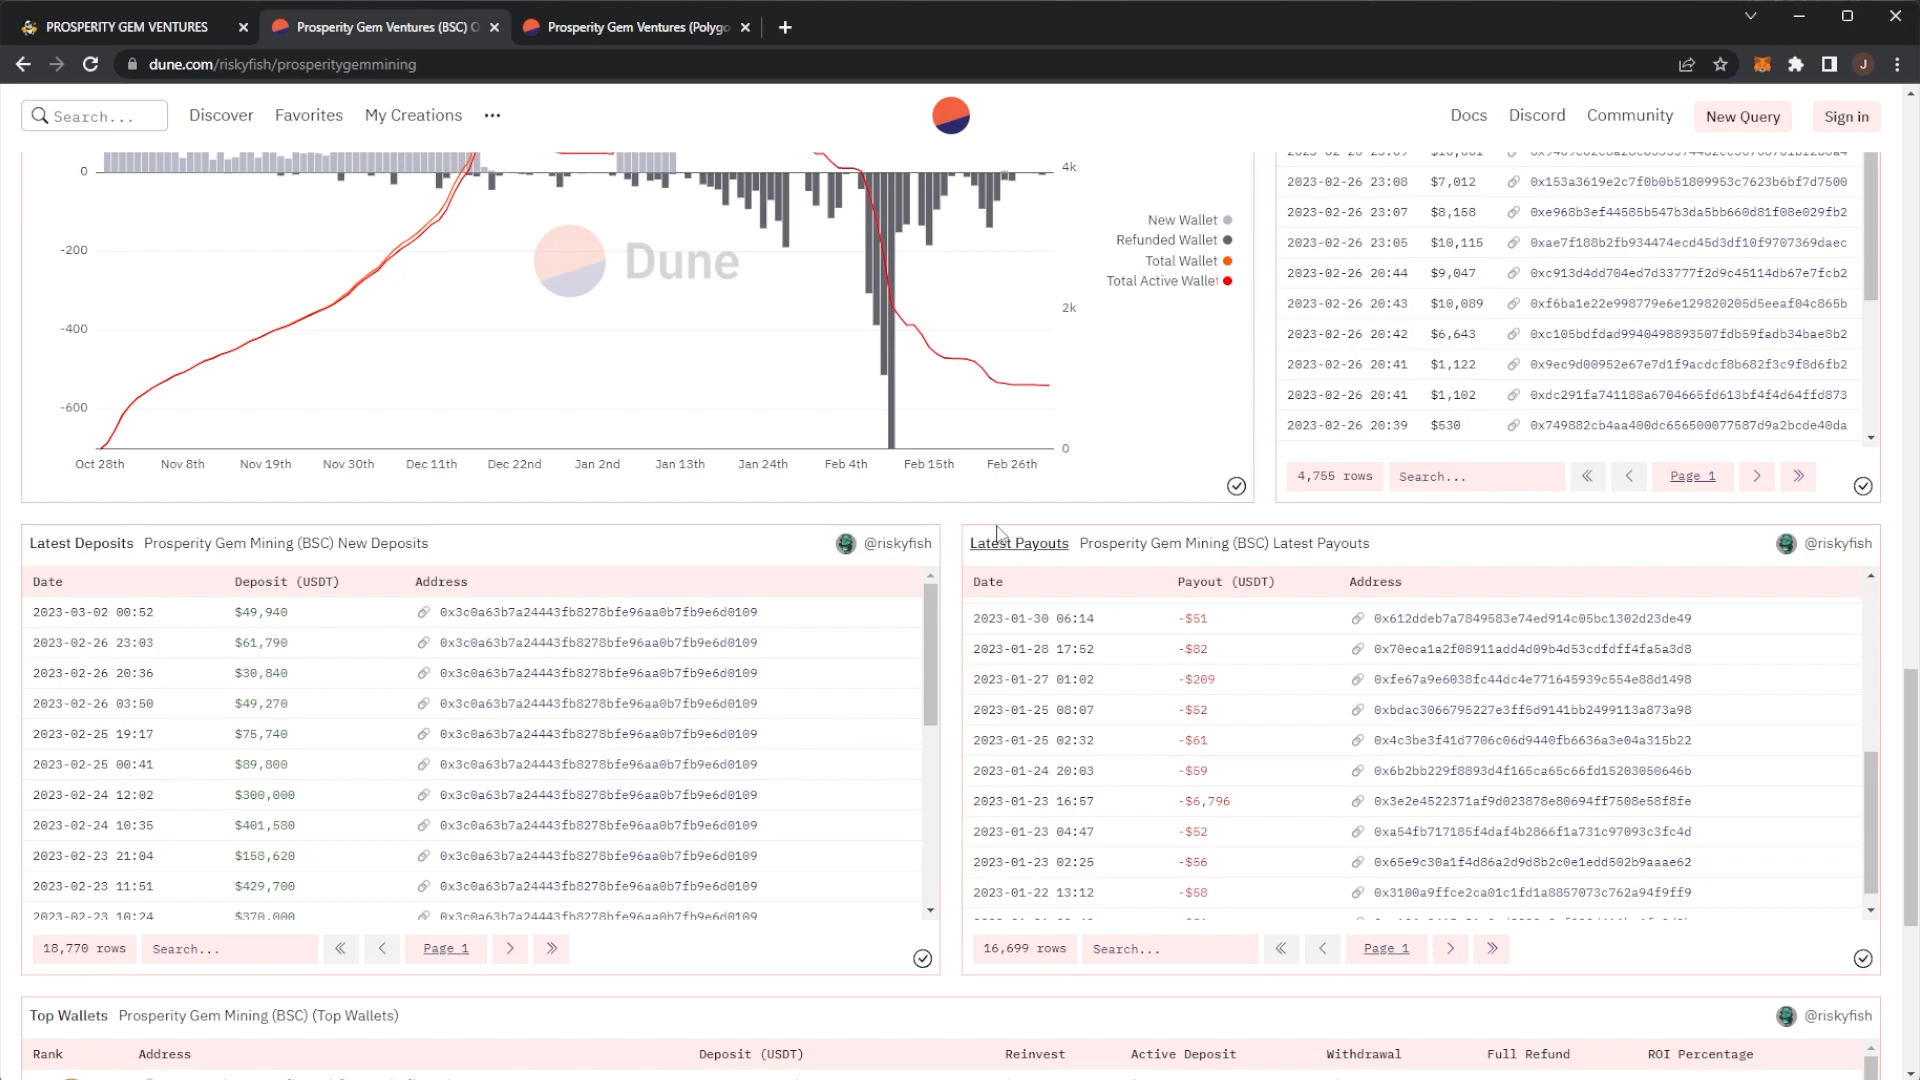 PROSPERITY GEM VENTURES
Prosperity Gem Ventures (BSC) O
Prosperity Gem Ventures (Polygo
dune.com/riskyfish/prosperitygemmining
J
Search...
Discover
Favorites
My Creations
Docs
Discord
Community
New Query
Sign in
0
-200
-400
-600
4k
2k
0
Dune
New Wallet
Refunded Wallet
Total Wallet
Total Active Wallet
Oct 28th
Nov 8th
Nov 19th
Nov 30th
Dec 11th
Dec 22nd
Jan 2nd
Jan 13th
Jan 24th
Feb 4th
Feb 15th
Feb 26th
2023-02-26 23:08 $7,012 0x153a3619e2c7f0b0b51809953c7623b6bf7d7500
2023-02-26 23:07 $8,158 0xe968b3ef44585b547b3da5bb660d81f08e029fb2
2023-02-26 23:05 $10,115 0xae7f188b2fb934474ecd45d3df10f9707369daec
2023-02-26 20:44 $9,047 0xc913d4dd704ed7d33777f2d9c45114db67e7fcb2
2023-02-26 20:43 $10,089 0xf6ba1e22e998779e6e129820205d5eeaf04c865b
2023-02-26 20:42 $6,643 0xc105bdfdad9940498893507fdb59fadb34bae8b2
2023-02-26 20:41 $1,122 0x9ec9d00952e67e7d1f9acdcf8b682f3c9f8d6fb2
2023-02-26 20:41 $1,102 0xdc291fa741188a6704665fd613bf4f4d64ffd873
2023-02-26 20:39 $530 0x749882cb4aa400dc656500077587d9a2bcde40da
4,755 rows
Search...
Page 1
Latest Deposits Prosperity Gem Mining (BSC) New Deposits
@riskyfish
Date Deposit (USDT) Address
2023-03-02 00:52 $49,940 0x3c0a63b7a24443fb8278bfe96aa0b7fb9e6d0109
2023-02-26 23:03 $61,790 0x3c0a63b7a24443fb8278bfe96aa0b7fb9e6d0109
2023-02-26 20:36 $30,840 0x3c0a63b7a24443fb8278bfe96aa0b7fb9e6d0109
2023-02-26 03:50 $49,270 0x3c0a63b7a24443fb8278bfe96aa0b7fb9e6d0109
2023-02-25 19:17 $75,740 0x3c0a63b7a24443fb8278bfe96aa0b7fb9e6d0109
2023-02-25 00:41 $89,800 0x3c0a63b7a24443fb8278bfe96aa0b7fb9e6d0109
2023-02-24 12:02 $300,000 0x3c0a63b7a24443fb8278bfe96aa0b7fb9e6d0109
2023-02-24 10:35 $401,580 0x3c0a63b7a24443fb8278bfe96aa0b7fb9e6d0109
2023-02-23 21:04 $158,620 0x3c0a63b7a24443fb8278bfe96aa0b7fb9e6d0109
2023-02-23 11:51 $429,700 0x3c0a63b7a24443fb8278bfe96aa0b7fb9e6d0109
2023-02-23 10:24 $370,000 0x3c0a63b7a24443fb8278bfe96aa0b7fb9e6d0109
18,770 rows
Search...
Page 1
Latest Payouts Prosperity Gem Mining (BSC) Latest Payouts
@riskyfish
Date Payout (USDT) Address
2023-01-30 06:14 -$51 0x612ddeb7a7849583e74ed914c05bc1302d23de49
2023-01-28 17:52 -$82 0x70eca1a2f08911add4d09b4d53cdfdff4fa5a3d8
2023-01-27 01:02 -$209 0xfe67a9e6038fc44dc4e771645939c554e88d1498
2023-01-25 08:07 -$52 0xbdac3066795227e3ff5d9141bb2499113a873a98
2023-01-25 02:32 -$61 0x4c3be3f41d7706c06d9440fb6636a3e04a315b22
2023-01-24 20:03 -$59 0x6b2bb229f8893d4f165ca65c66fd15203050646b
2023-01-23 16:57 -$6,796 0x3e2e4522371af9d023878e80694ff7508e58f8fe
2023-01-23 04:47 -$52 0xa54fb717185f4daf4b2866f1a731c97093c3fc4d
2023-01-23 02:25 -$56 0x65e9c30a1f4d86a2d9d8b2c0e1edd502b9aaae62
2023-01-22 13:12 -$58 0x3100a9ffce2ca01c1fd1a8857073c762a94f9ff9
16,699 rows
Search...
Page 1
Top Wallets Prosperity Gem Mining (BSC) (Top Wallets)
@riskyfish
Rank Address Deposit (USDT) Reinvest Active Deposit Withdrawal Full Refund ROI Percentage